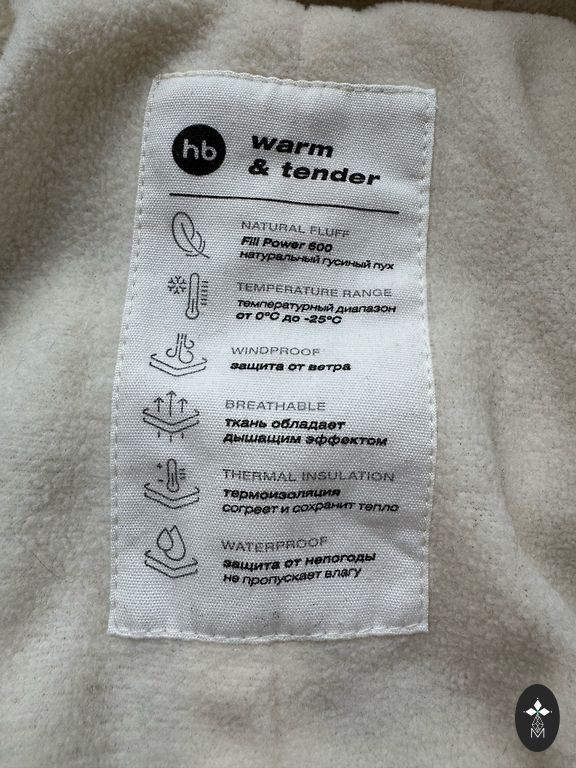 hb
warm
& tender
NATURAL FLUFF
Fill Power 600
натуральный гусиный пух
TEMPERATURE RANGE
температурный диапазон
от 0°С до -25°С
WINDPROOF
защита от ветра
BREATHABLE
ткань обладает
дышащим эффектом
THERMAL INSULATION
термоизоляция
согреет и сохранит тепло
WATERPROOF
защита от непогоды
не пропускает влагу
M